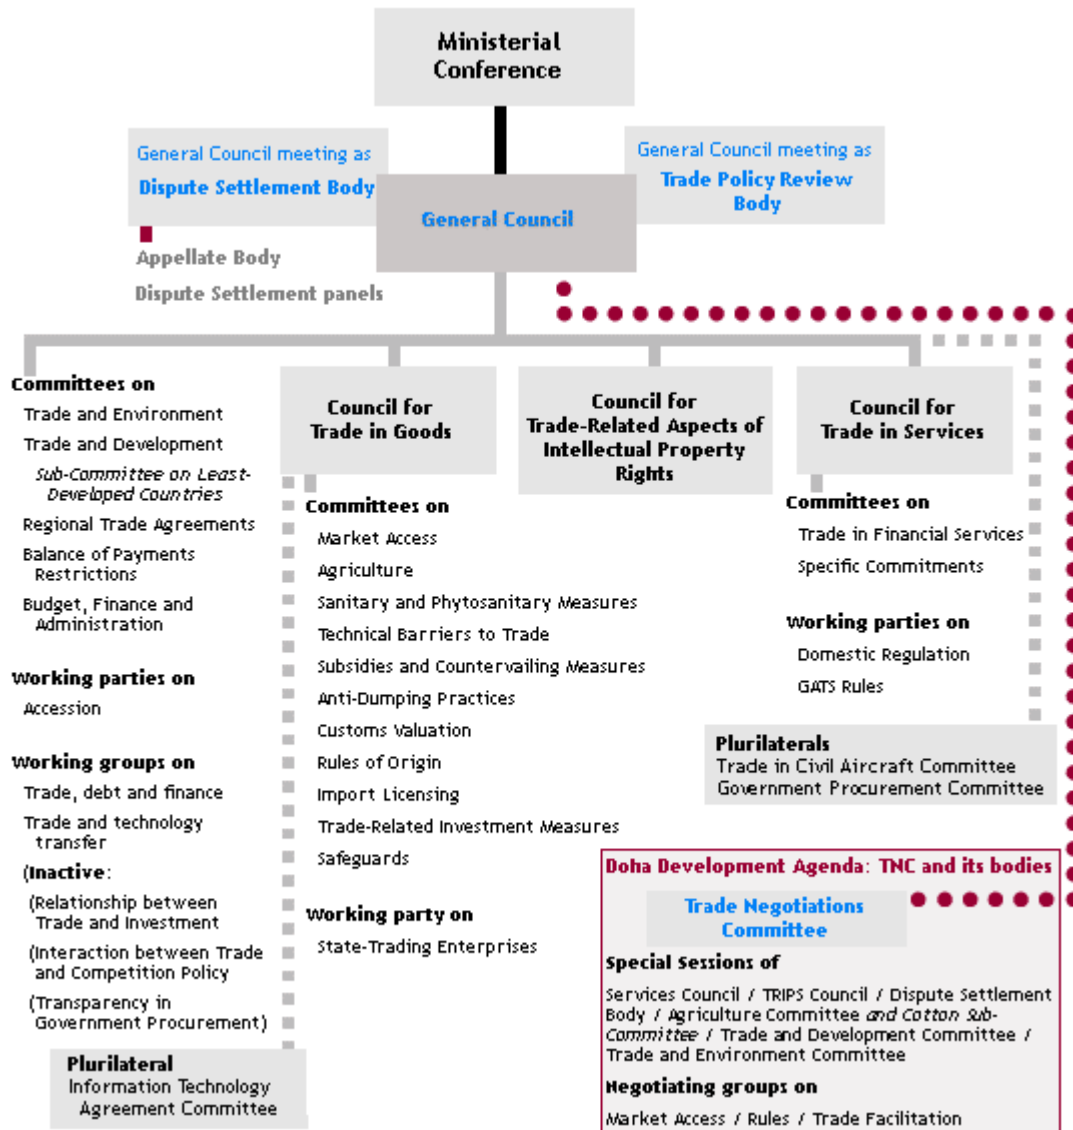 Ministerial
Conference
General Council meeting as
Dispute Settlement Body
General Council meeting as
Trade Policy Review
Body
General Council
Appellate Body
Dispute Settlement panels
Committees on
Trade and Environment
Trade and Development
Sub-Committee on Least-
Developed Countries
Regional Trade Agreements
Balance of Payments
Restrictions
Budget, Finance and
Administration
Working parties on
Accession
Working groups on
Trade, debt and finance
Trade and technology
transfer
(Inactive:
(Relationship between
Trade and Investment
(Interaction between Trade
and Competition Policy
(Transparency in
Government Procurement)
Plurilateral
Information Technology
Agreement Committee
Council for
Trade in Goods
Committees on
Market Access
Agriculture
Sanitary and Phytosanitary Measures
Technical Barriers to Trade
Subsidies and Countervailing Measures
Anti-Dumping Practices
Customs Valuation
Rules of Origin
Import Licensing
Trade-Related Investment Measures
Safeguards
Working party on
State-Trading Enterprises
Council for
Trade-Related Aspects of
Intellectual Property
Rights
Council for
Trade in Services
Committees on
Trade in Financial Services
Specific Commitments
Working parties on
Domestic Regulation
GATS Rules
Plurilaterals
Trade in Civil Aircraft Committee
Government Procurement Committee
Doha Development Agenda: TNC and its bodies
Trade Negotiations
Committee
Special Sessions of
Services Council / TRIPS Council / Dispute Settlement
Body / Agriculture Committee and Cotton Sub-
Committee / Trade and Development Committee /
Trade and Environment Committee
Negotiating groups on
Market Access / Rules / Trade Facilitation